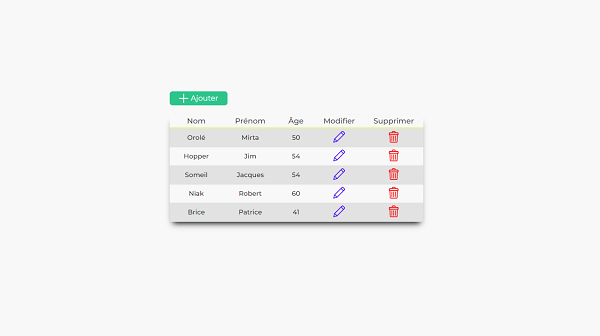 Ajouter
Nom Prénom Âge Modifier Supprimer
Orolé Mirta 50
Hopper Jim 54
Someil Jacques 54
Niak Robert 60
Brice Patrice 41